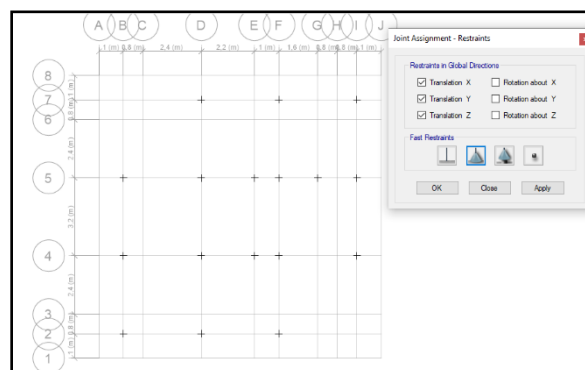 A B C D E F G H I J
1 (m) 0,8 (m) 2,4 (m) 2,2 (m) 1 (m) 1,6 (m) 0,8 (m) 0,8 (m) 1 (m)
8
1 (m)
7
0,8 (m)
6
2,4 (m)
5
3,2 (m)
4
2,4 (m)
3
0,8 (m)
2
1 (m)
1
Joint Assignment - Restraints
Restraints in Global Directions
Translation X Rotation about X
Translation Y Rotation about Y
Translation Z Rotation about Z
Fast Restraints
OK Close Apply